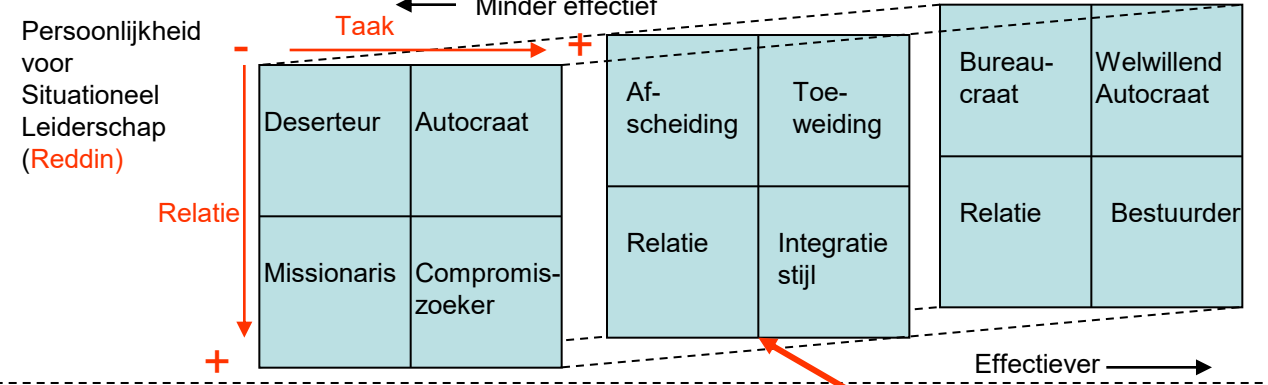 Minder effectief
Persoonlijkheid
voor
Situationeel
Leiderschap
(Reddin)
-
Taak
+
Relatie
+
Deserteur
Autocraat
Missionaris
Compromis-
zoeker
Af-
scheiding
Toe-
weiding
Relatie
Integratie
stijl
Bureau-
craat
Welwillend
Autocraat
Relatie
Bestuurder
Effectiever